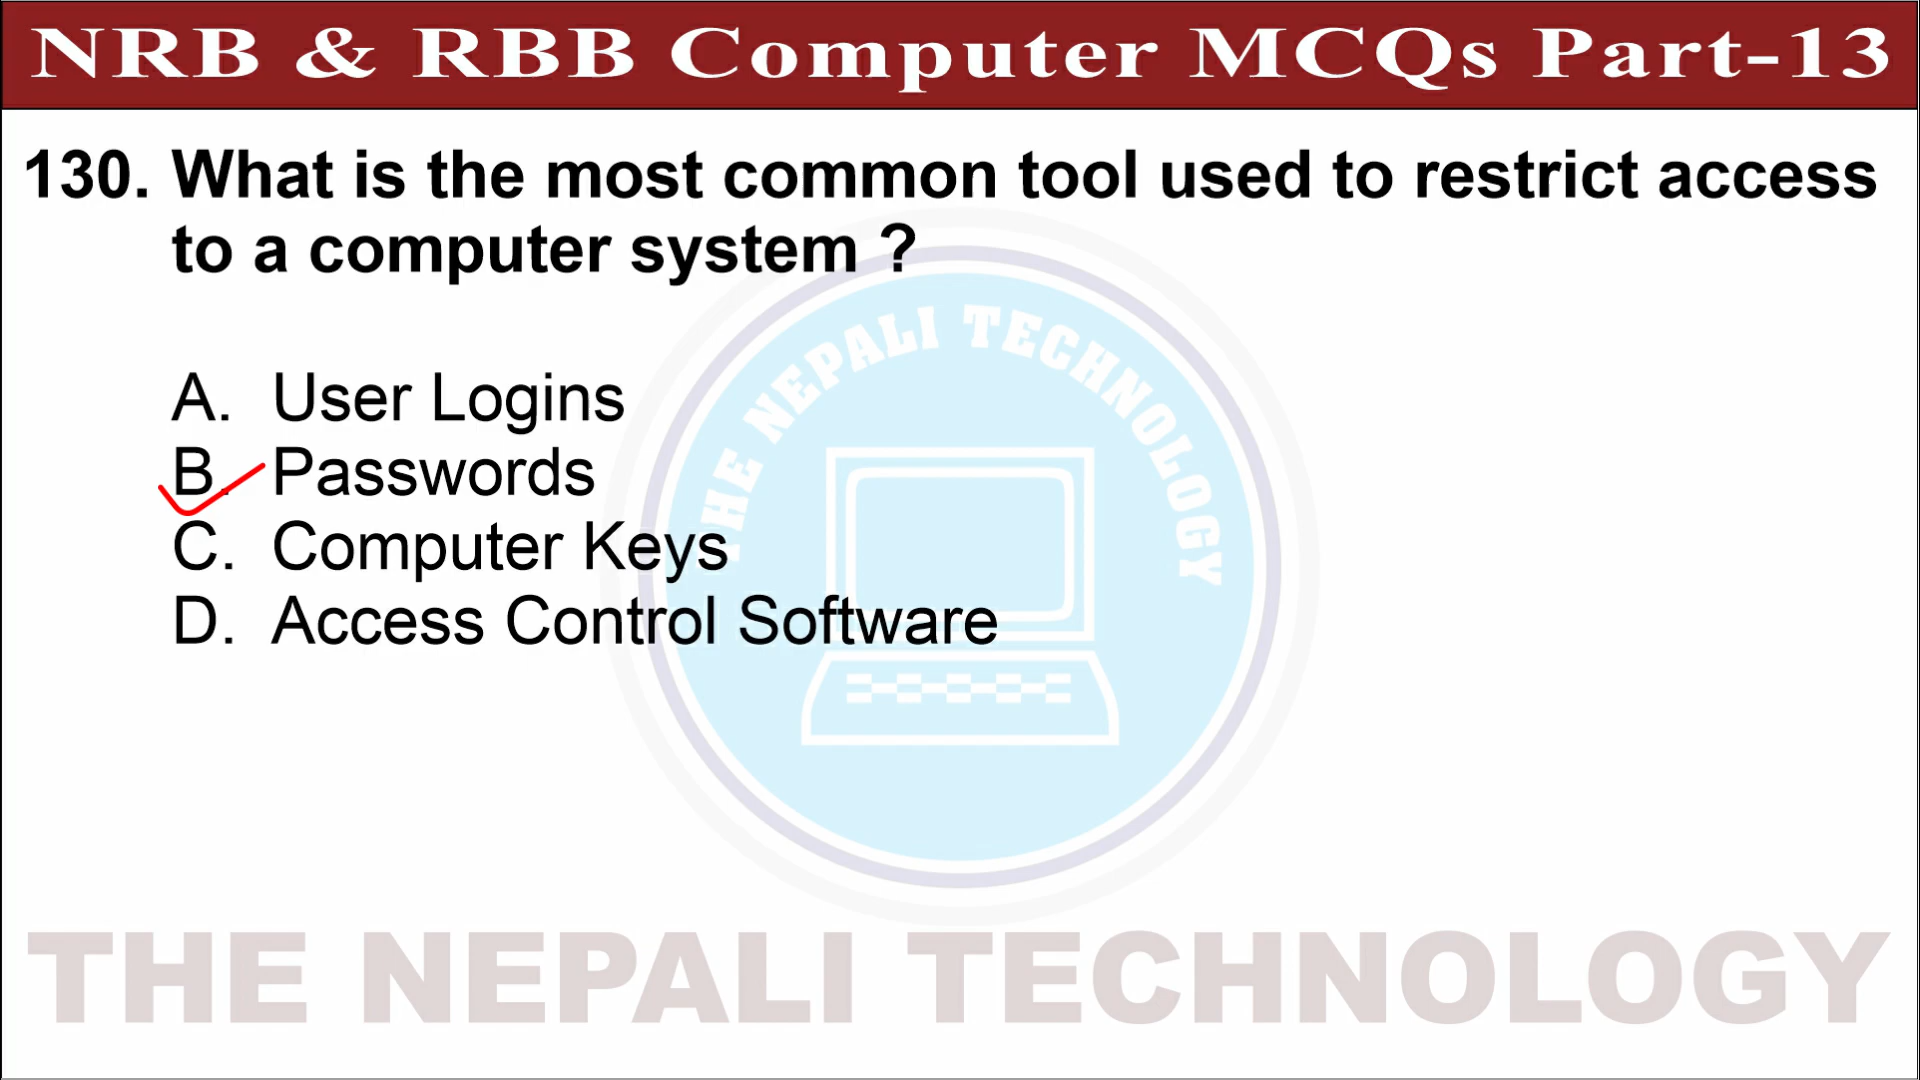 NRB & RBB Computer MCQs Part-13
130. What is the most common tool used to restrict access
to a computer system ?
THE NEPALI TECHNOLOGY
A. User Logins
B. Passwords
C. Computer Keys
D. Access Control Software
THE NEPALI TECHNOLOGY